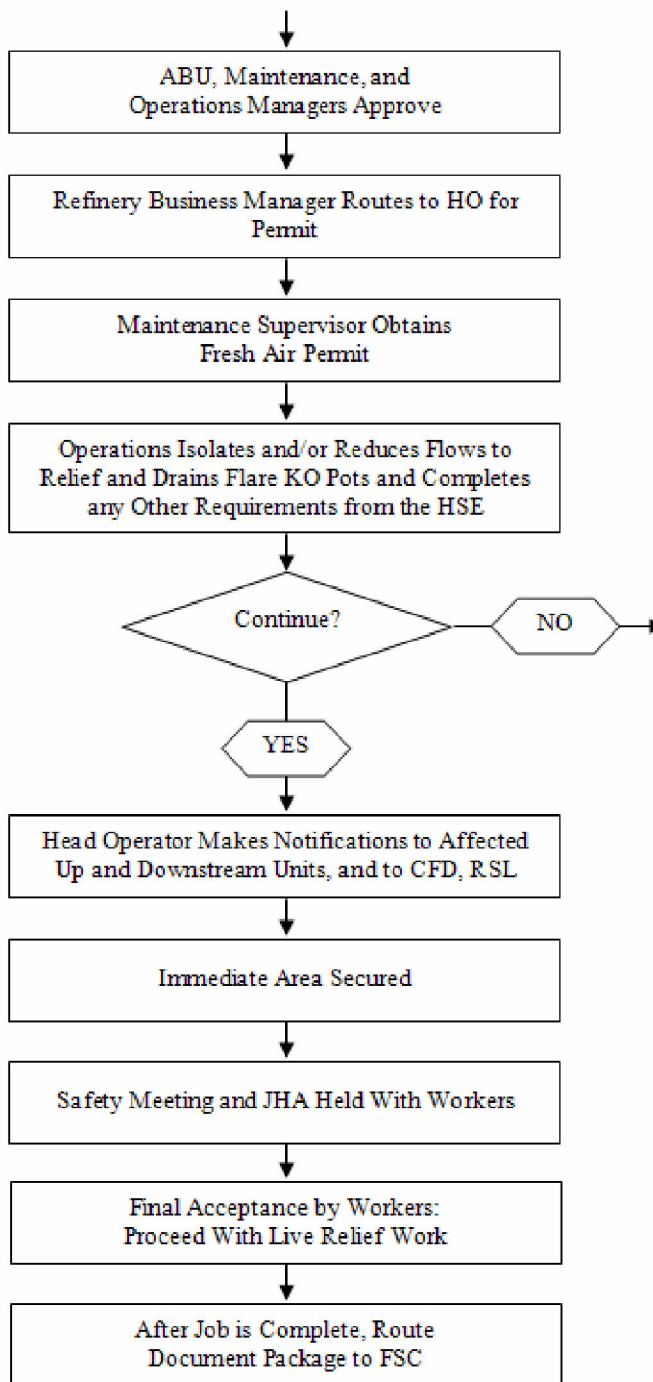 ABU, Maintenance, and
Operations Managers Approve
Refinery Business Manager Routes to HO for
Permit
Maintenance Supervisor Obtains
Fresh Air Permit
Operations Isolates and/or Reduces Flows to
Relief and Drains Flare KO Pots and Completes
any Other Requirements from the HSE
Continue?
NO
YES
Head Operator Makes Notifications to Affected
Up and Downstream Units, and to CFD, RSL
Immediate Area Secured
Safety Meeting and JHA Held With Workers
Final Acceptance by Workers:
Proceed With Live Relief Work
After Job is Complete, Route
Document Package to FSC